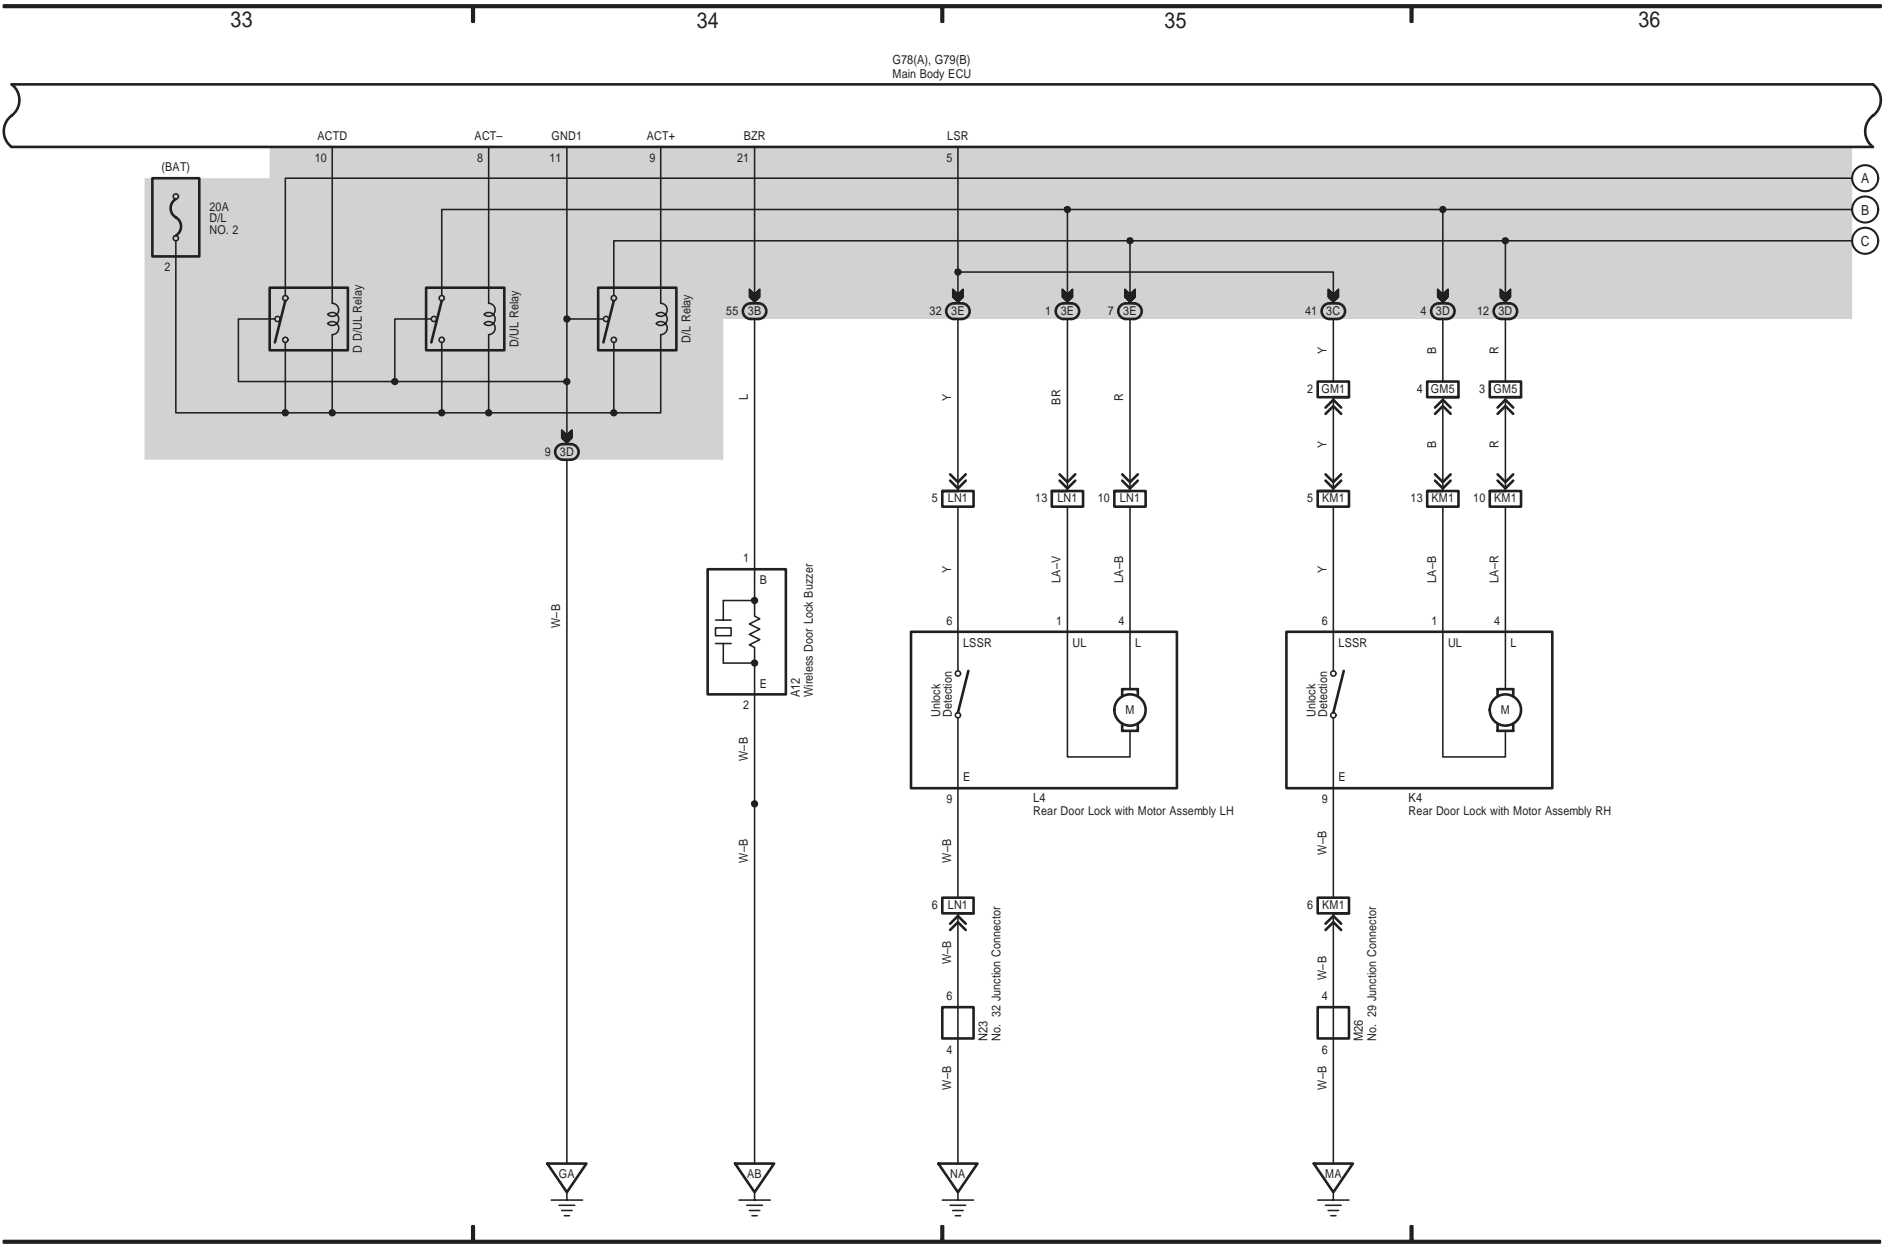 33
34
35
36
G78(A), G79(B)
Main Body ECU
ACTD
ACT–
GND1
ACT+
BZR
LSR
10
8
11
9
21
5
(BAT)
20A
D/L
NO. 2
2
A
B
C
D D/UL Relay
D/UL Relay
D/L Relay
55 3B
32 3E
1 3E
7 3E
41 3C
4 3D
12 3D
Y
B
R
2 GM1
4 GM5
3 GM5
L
Y
BR
R
Y
B
R
9 3D
5 LN1
13 LN1
10 LN1
5 KM1
13 KM1
10 KM1
W–B
1
B
E
2
A12
Wireless Door Lock Buzzer
Y
LA–V
LA–B
Y
LA–B
LA–R
6
1
4
6
1
4
LSSR
UL
L
LSSR
UL
L
Unlock
Detection
M
Unlock
Detection
M
E
E
W–B
9
L4
Rear Door Lock with Motor Assembly LH
9
K4
Rear Door Lock with Motor Assembly RH
W–B
W–B
W–B
6 LN1
6 KM1
W–B
W–B
6
4
N23
No. 32 Junction Connector
M26
No. 29 Junction Connector
4
6
W–B
W–B
GA
AB
NA
MA